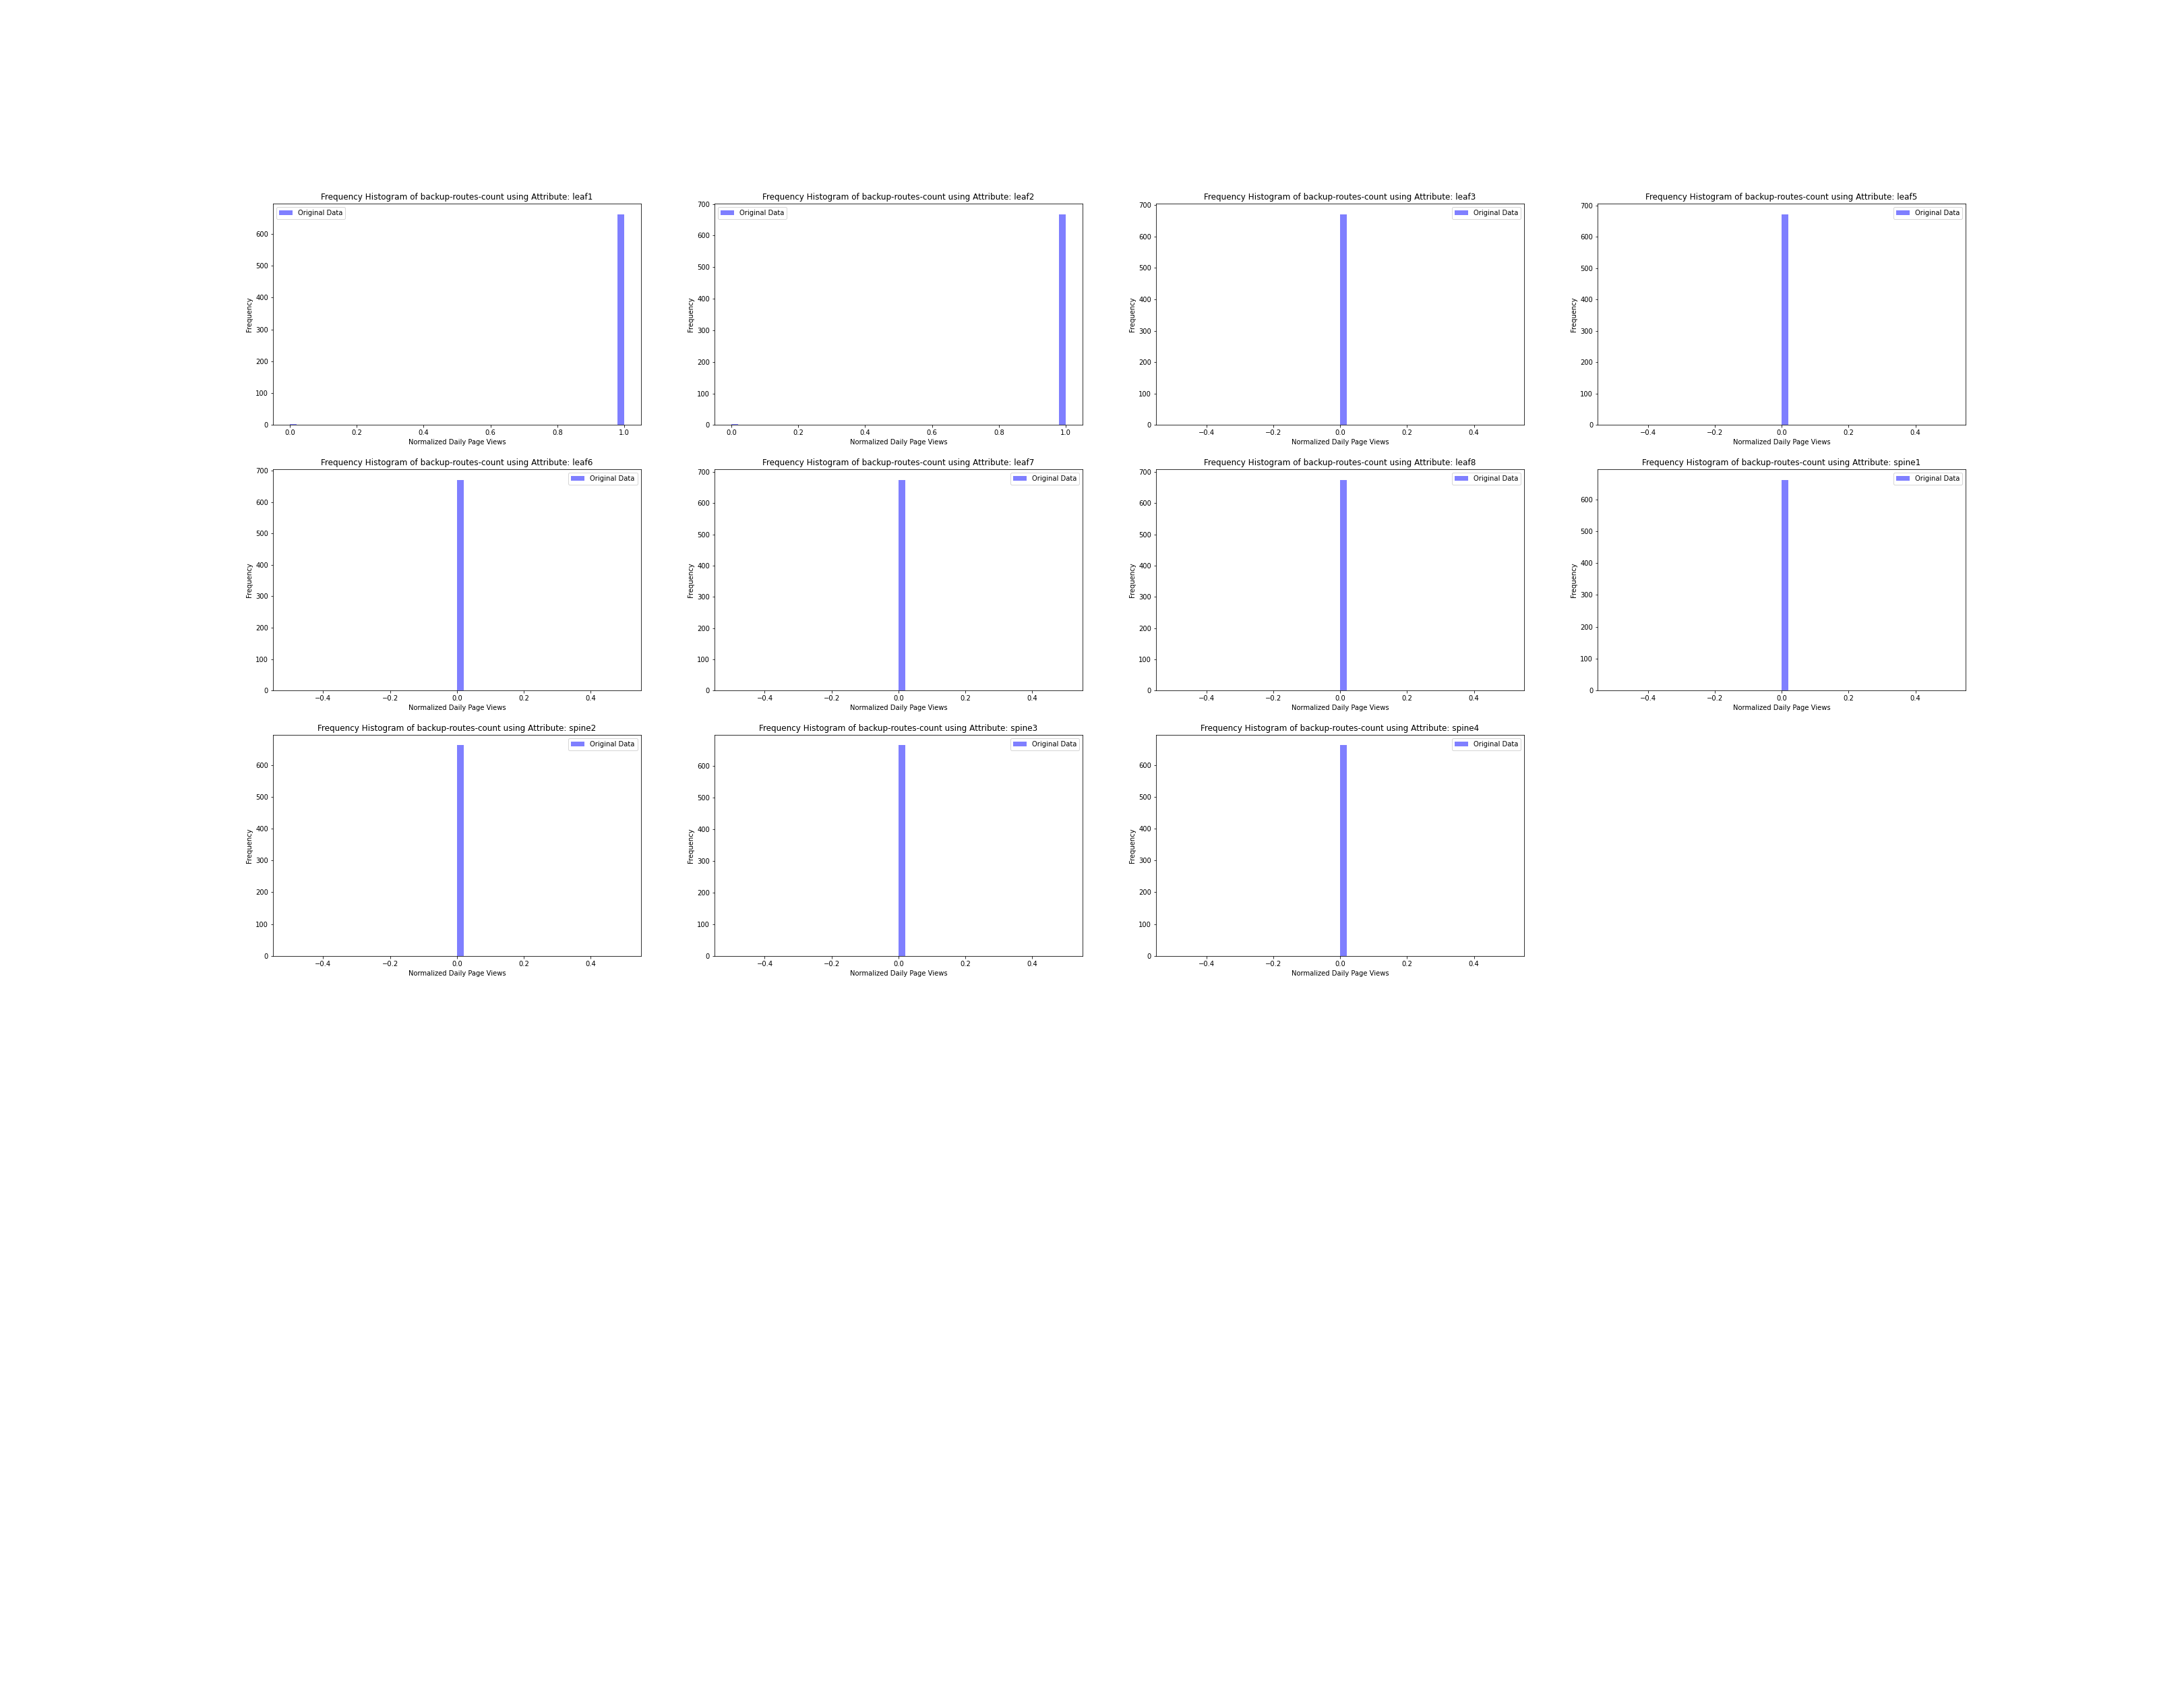 Frequency Histogram of backup-routes-count using Attribute: leaf1
Original Data
Frequency
600
500
400
300
200
100
0
0.0 0.2 0.4 0.6 0.8 1.0
Normalized Daily Page Views
Frequency Histogram of backup-routes-count using Attribute: leaf2
Original Data
Frequency
700
600
500
400
300
200
100
0
0.0 0.2 0.4 0.6 0.8 1.0
Normalized Daily Page Views
Frequency Histogram of backup-routes-count using Attribute: leaf3
Original Data
Frequency
700
600
500
400
300
200
100
0
−0.4 −0.2 0.0 0.2 0.4
Normalized Daily Page Views
Frequency Histogram of backup-routes-count using Attribute: leaf5
Original Data
Frequency
700
600
500
400
300
200
100
0
−0.4 −0.2 0.0 0.2 0.4
Normalized Daily Page Views
Frequency Histogram of backup-routes-count using Attribute: leaf6
Original Data
Frequency
700
600
500
400
300
200
100
0
−0.4 −0.2 0.0 0.2 0.4
Normalized Daily Page Views
Frequency Histogram of backup-routes-count using Attribute: leaf7
Original Data
Frequency
700
600
500
400
300
200
100
0
−0.4 −0.2 0.0 0.2 0.4
Normalized Daily Page Views
Frequency Histogram of backup-routes-count using Attribute: leaf8
Original Data
Frequency
700
600
500
400
300
200
100
0
−0.4 −0.2 0.0 0.2 0.4
Normalized Daily Page Views
Frequency Histogram of backup-routes-count using Attribute: spine1
Original Data
Frequency
600
500
400
300
200
100
0
−0.4 −0.2 0.0 0.2 0.4
Normalized Daily Page Views
Frequency Histogram of backup-routes-count using Attribute: spine2
Original Data
Frequency
600
500
400
300
200
100
0
−0.4 −0.2 0.0 0.2 0.4
Normalized Daily Page Views
Frequency Histogram of backup-routes-count using Attribute: spine3
Original Data
Frequency
600
500
400
300
200
100
0
−0.4 −0.2 0.0 0.2 0.4
Normalized Daily Page Views
Frequency Histogram of backup-routes-count using Attribute: spine4
Original Data
Frequency
600
500
400
300
200
100
0
−0.4 −0.2 0.0 0.2 0.4
Normalized Daily Page Views